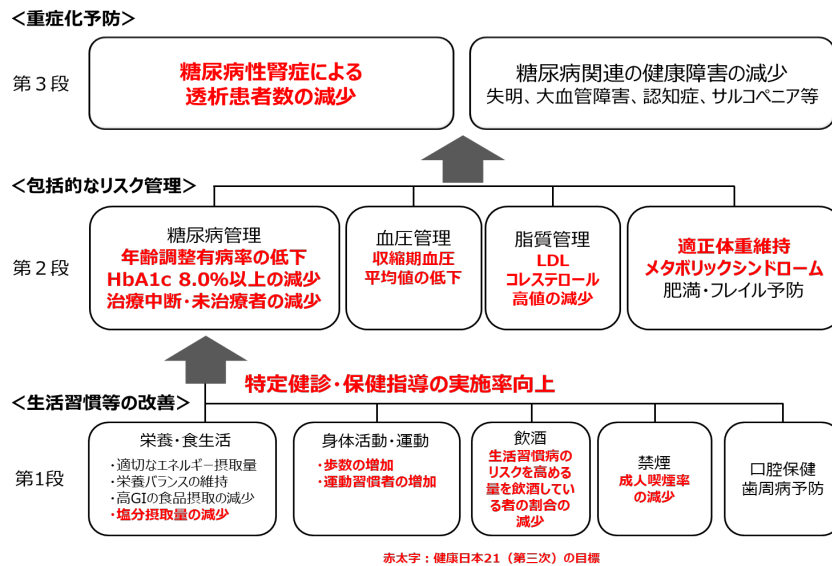 ＜重症化予防＞
第３段
糖尿病性腎症による
透析患者数の減少
糖尿病関連の健康障害の減少
失明、大血管障害、認知症、サルコペニア等
＜包括的なリスク管理＞
第２段
糖尿病管理
年齢調整有病率の低下
HbA1c 8.0%以上の減少
治療中断・未治療者の減少
血圧管理
収縮期血圧
平均値の低下
脂質管理
LDL
コレステロール
高値の減少
適正体重維持
メタボリックシンドローム
肥満・フレイル予防
特定健診・保健指導の実施率向上
＜生活習慣等の改善＞
第1段
栄養・食生活
・適切なエネルギー摂取量
・栄養バランスの維持
・高GIの食品摂取の減少
・塩分摂取量の減少
身体活動・運動
・歩数の増加
・運動習慣者の増加
飲酒
生活習慣病の
リスクを高める
量を飲酒してい
る者の割合の
減少
禁煙
成人喫煙率
の減少
口腔保健
歯周病予防
赤太字：健康日本21（第三次）の目標